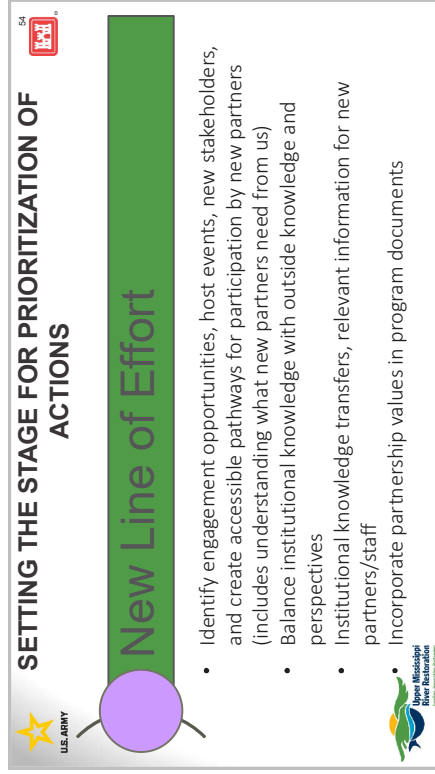 54
SETTING THE STAGE FOR PRIORITIZATION OF
ACTIONS
U.S. ARMY
®
New Line of Effort
• Identify engagement opportunities, host events, new stakeholders,
and create accessible pathways for participation by new partners
(includes understanding what new partners need from us)
• Balance institutional knowledge with outside knowledge and
perspectives
• Institutional knowledge transfers, relevant information for new
partners/staff
• Incorporate partnership values in program documents
Upper Mississippi
River Restoration